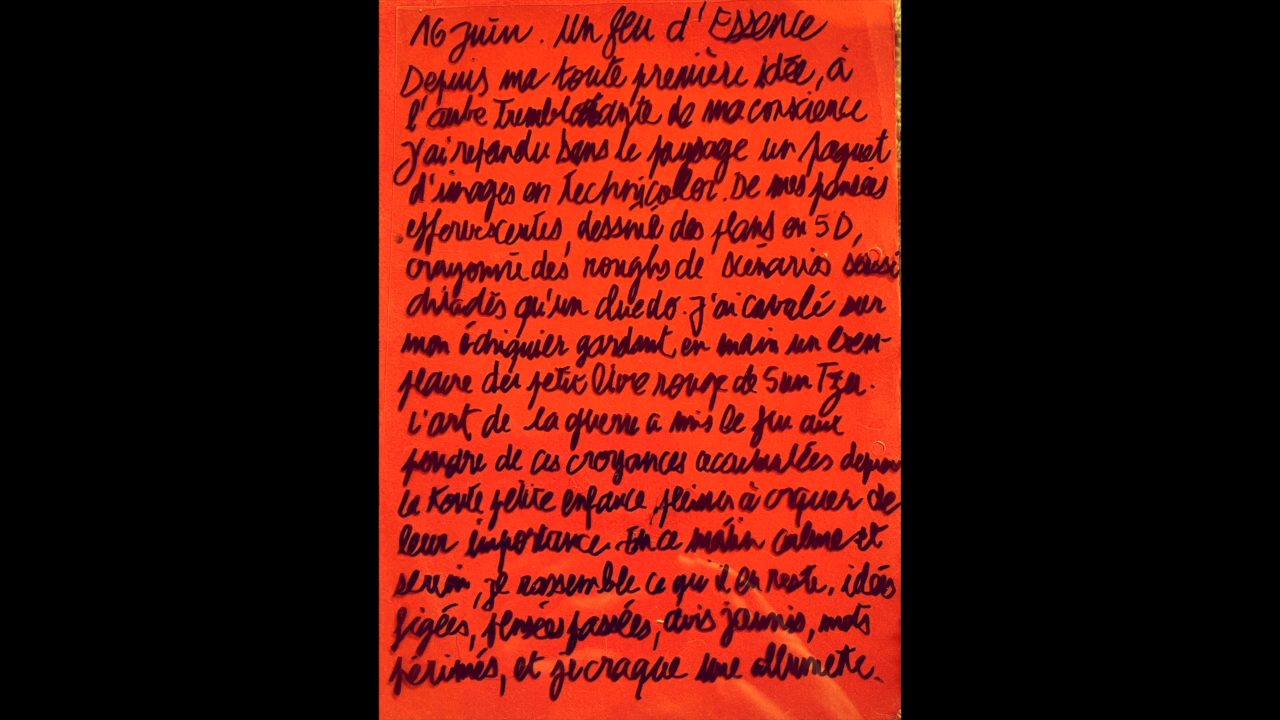 16 juin. Un feu d'Essence
Depuis ma toute première idée, à
l'aube Tremblotante de ma conscience
j'ai répandu Dans le paysage un paquet
d'images en Technicolor. De mes pensées
effervescentes, dessiné des plans en 5D,
crayonné des roughs de scénarios aussi
chiadés qu'un
J'ai cavalé sur
mon échiquier gardant en main un exem-
plaire du petit livre rouge de Sun Tzu.
L'art de la guerre a mis le feu aux
poudre de ces croyances accumulées depuis
la toute petite enfance, pleines à craquer de
leur importance. En ce matin calme et
serein, je rassemble ce qu'il en reste, idées
figées, pensées passées, avis jaunis, mots
périmés, et je craque une allumette.